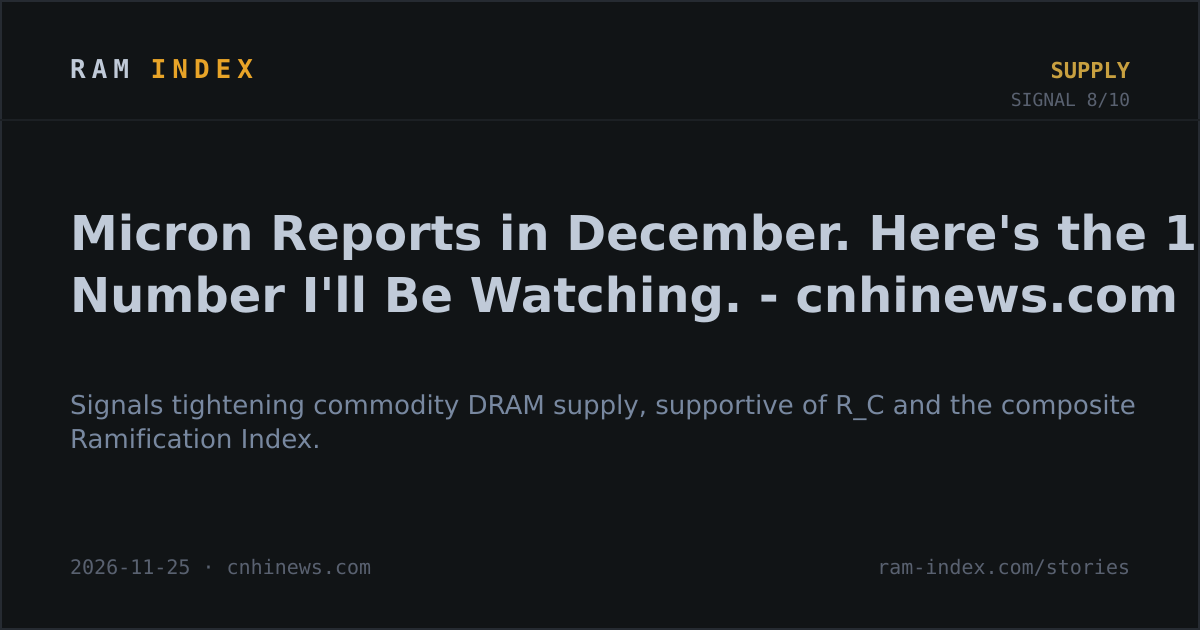 RAM INDEX
SUPPLY
SIGNAL 8/10
Micron Reports in December. Here's the 1
Number I'll Be Watching. - cnhinews.com
Signals tightening commodity DRAM supply, supportive of R_C and the composite
Ramification Index.
2026-11-25 · cnhinews.com
ram-index.com/stories